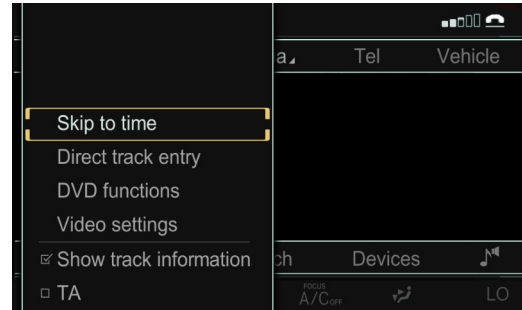 a Tel Vehicle
Skip to time
Direct track entry
DVD functions
Video settings
Show track information
ch Devices
TA
FOCUS
A/C OFF LO